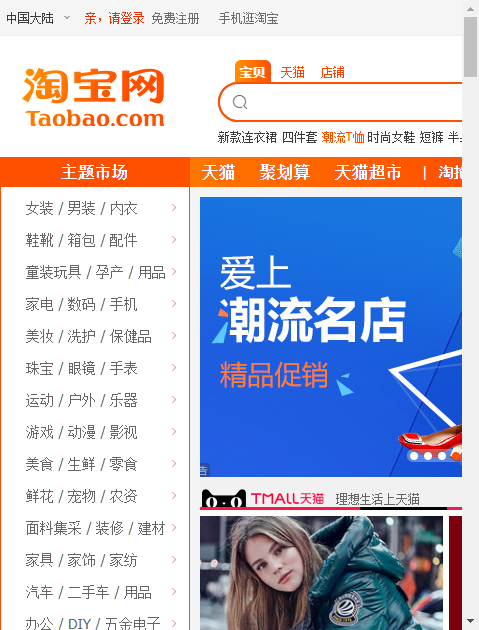 中国大陆 亲，请登录 免费注册 手机逛淘宝
淘宝网
Taobao.com
宝贝 天猫 店铺
新款连衣裙 四件套 潮流T恤 时尚女鞋 短裤 半
主题市场 天猫 聚划算 天猫超市 | 淘
女装 / 男装 / 内衣
鞋靴 / 箱包 / 配件
童装玩具 / 孕产 / 用品
家电 / 数码 / 手机
美妆 / 洗护 / 保健品
珠宝 / 眼镜 / 手表
运动 / 户外 / 乐器
游戏 / 动漫 / 影视
美食 / 生鲜 / 零食
鲜花 / 宠物 / 农资
面料集采 / 装修 / 建材
家具 / 家饰 / 家纺
汽车 / 二手车 / 用品
办公 / DIY / 五金电子
爱上
潮流名店
精品促销
告
TMALL天猫 理想生活上天猫